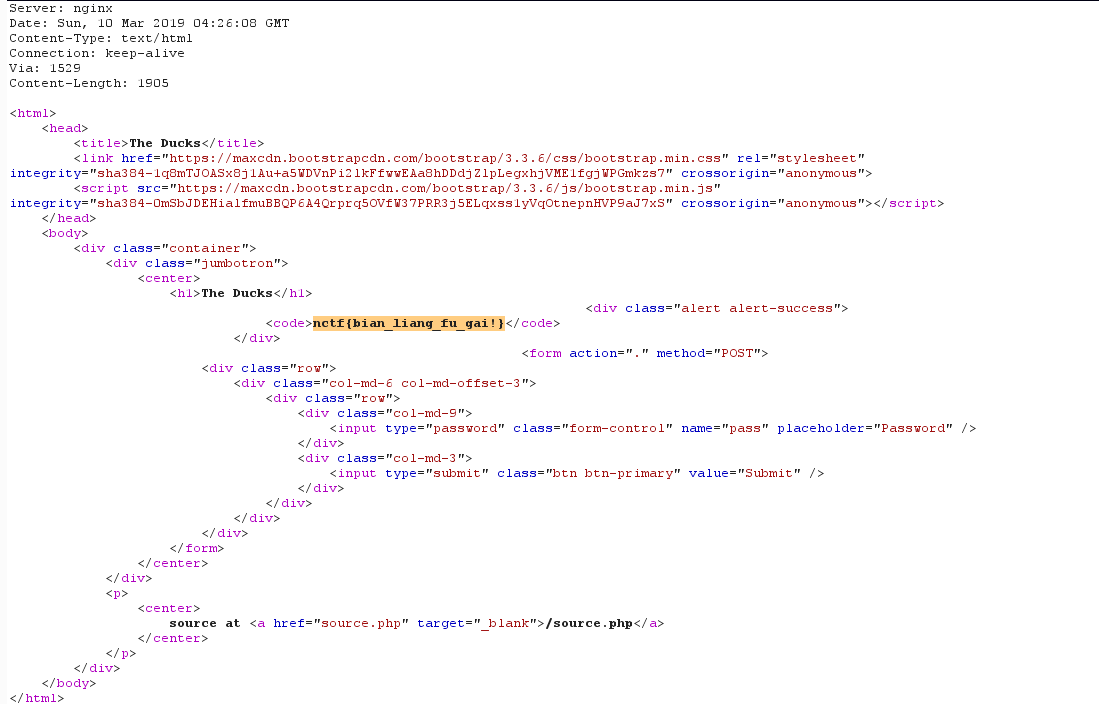 Server: nginx
Date: Sun, 10 Mar 2019 04:26:08 GMT
Content-Type: text/html
Connection: keep-alive
Via: 1529
Content-Length: 1905
<html>
<head>
<title>The Ducks</title>
<link href="https://maxcdn.bootstrapcdn.com/bootstrap/3.3.6/css/bootstrap.min.css" rel="stylesheet"
integrity="sha384-1q8mTJOASx8j1Au+a5WDVnPi2lkFfwwEAa8hDDdjZlpLegxhjVME1fgjWPGmkzs7" crossorigin="anonymous">
<script src="https://maxcdn.bootstrapcdn.com/bootstrap/3.3.6/js/bootstrap.min.js"
integrity="sha384-0mSbJDEHialfmuBBQP6A4Qrprq5OVfW37PRR3j5ELqxss1yVqOtnepnHVP9aJ7xS" crossorigin="anonymous"></script>
</head>
<body>
<div class="container">
<div class="jumbotron">
<center>
<h1>The Ducks</h1>
<div class="alert alert-success">
<code>nctf{bian_liang_fu_gai!}</code>
</div>
<form action="." method="POST">
<div class="row">
<div class="col-md-6 col-md-offset-3">
<div class="row">
<div class="col-md-9">
<input type="password" class="form-control" name="pass" placeholder="Password" />
</div>
<div class="col-md-3">
<input type="submit" class="btn btn-primary" value="Submit" />
</div>
</div>
</div>
</div>
</form>
</center>
</div>
<p>
<center>
source at <a href="source.php" target="_blank">/source.php</a>
</center>
</p>
</div>
</body>
</html>